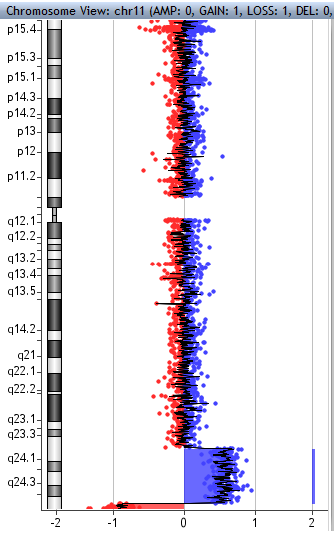 Chromosome View: chr11 (AMP: 0, GAIN: 1, LOSS: 1, DEL: 0,
p15.4
p15.3
p15.1
p14.3
p14.2
p13
p12
p11.2
q12.1
q12.2
q13.2
q13.4
q13.5
q14.2
q21
q22.1
q22.2
q23.1
q23.3
q24.1
q24.3
-2 -1 0 1 2